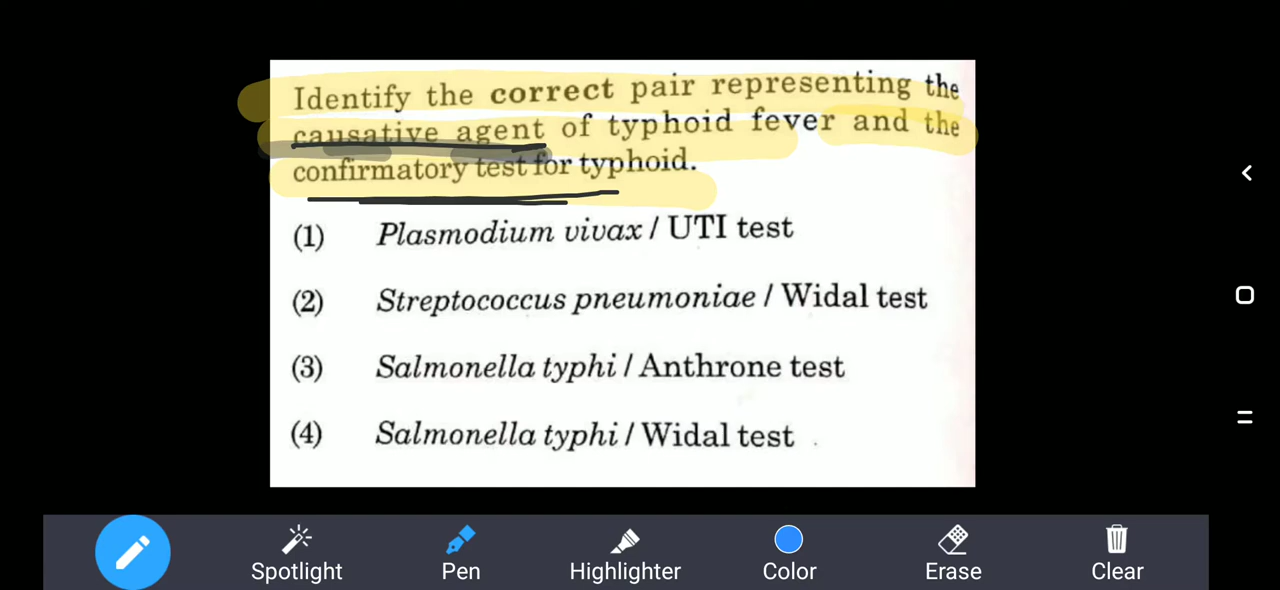 Identify the correct pair representing the
causative agent of typhoid fever and the
confirmatory test for typhoid.
(1) Plasmodium vivax / UTI test
(2) Streptococcus pneumoniae / Widal test
(3) Salmonella typhi / Anthrone test
(4) Salmonella typhi / Widal test
Spotlight Pen Highlighter Color Erase Clear